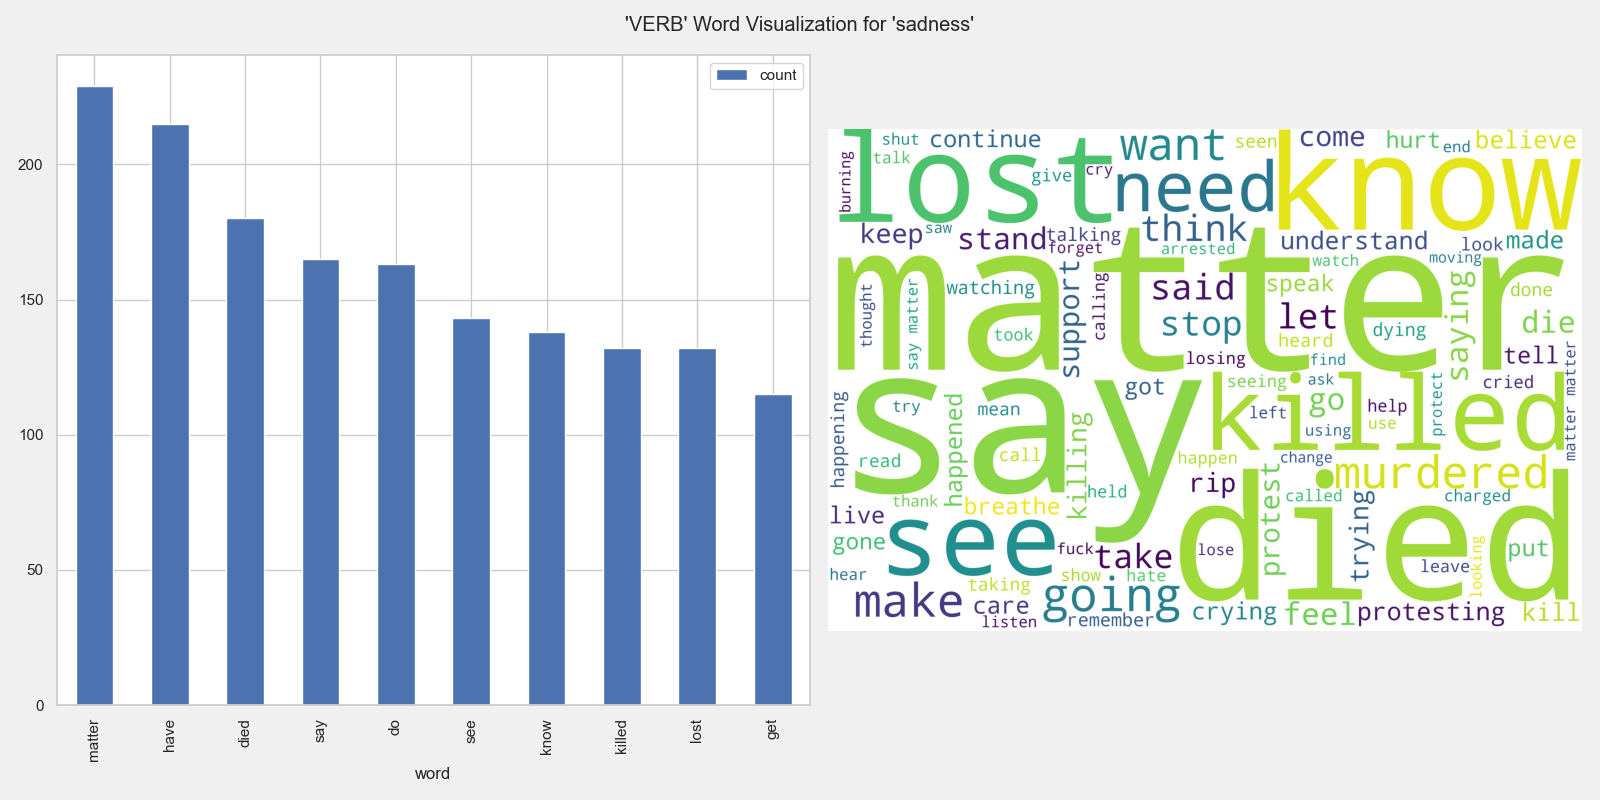 'VERB' Word Visualization for 'sadness'
count
200
150
100
50
0
matter
have
died
say
do
see
know
killed
lost
get
word
lost
shut
continue
want
seen
come
hurt
end
believe
know
talk
burning
give
cry
need
keep
saw
stand
talking
forget
think
arrested
understand
look
made
watch
moving
matter
thought
say matter
watching
took
support
calling
said
stop
speak
let
heard
dying
saying
done
die
losing
find
tell
matter matter
say
happening
try
happened
mean
read
call
killing
got
killed
seeing
ask
go
left
using
help
use
protect
cried
happen
change
murdered
thank
breathe
held
rip
protest
called
charged
died
live
gone
see
fuck
take
lose
trying
leave
looking
put
hear
taking
show
hate
make
care
listen
going
remember
crying
feel
protesting
kill